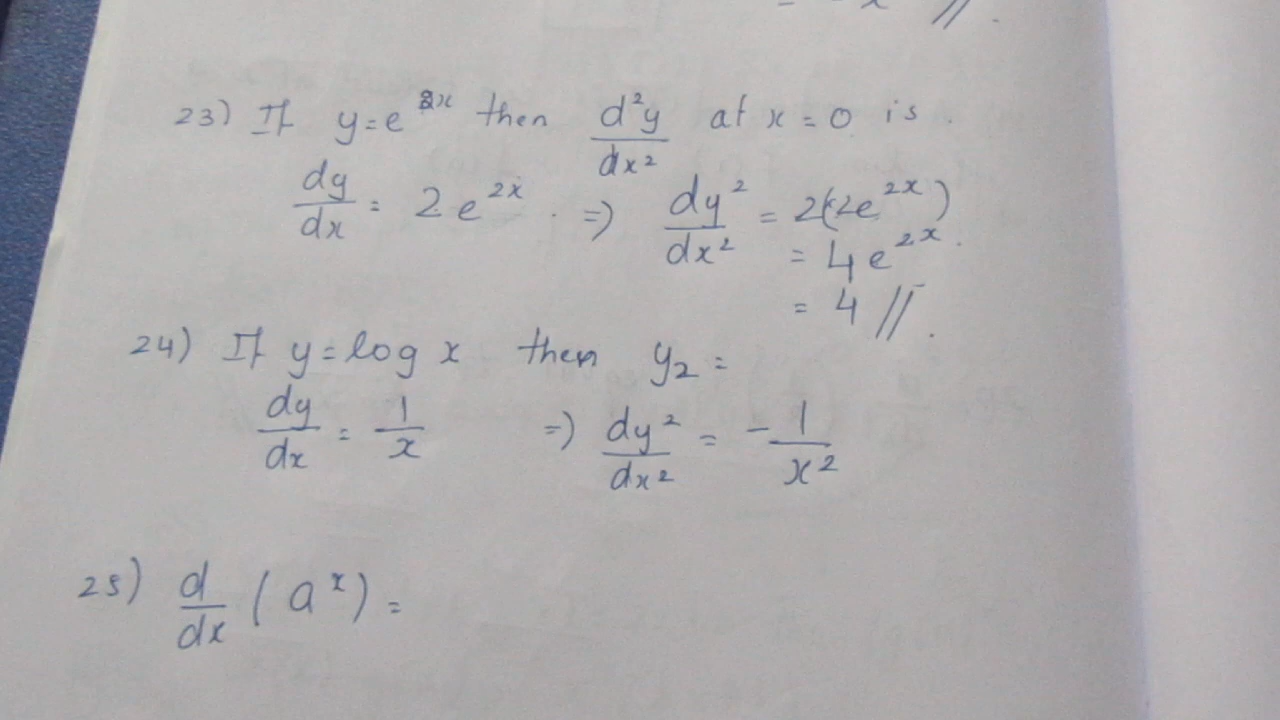 = - x //.
23) If y=e^2x then d²y/dx² at x = 0 is.
dy/dx = 2e^2x. => dy²/dx² = 2(2e^2x)
= 4e^2x.
= 4 //.
24) If y=log x then y₂ =
dy/dx = 1/x => dy²/dx² = -1/x²
25) d/dx (a^x) =